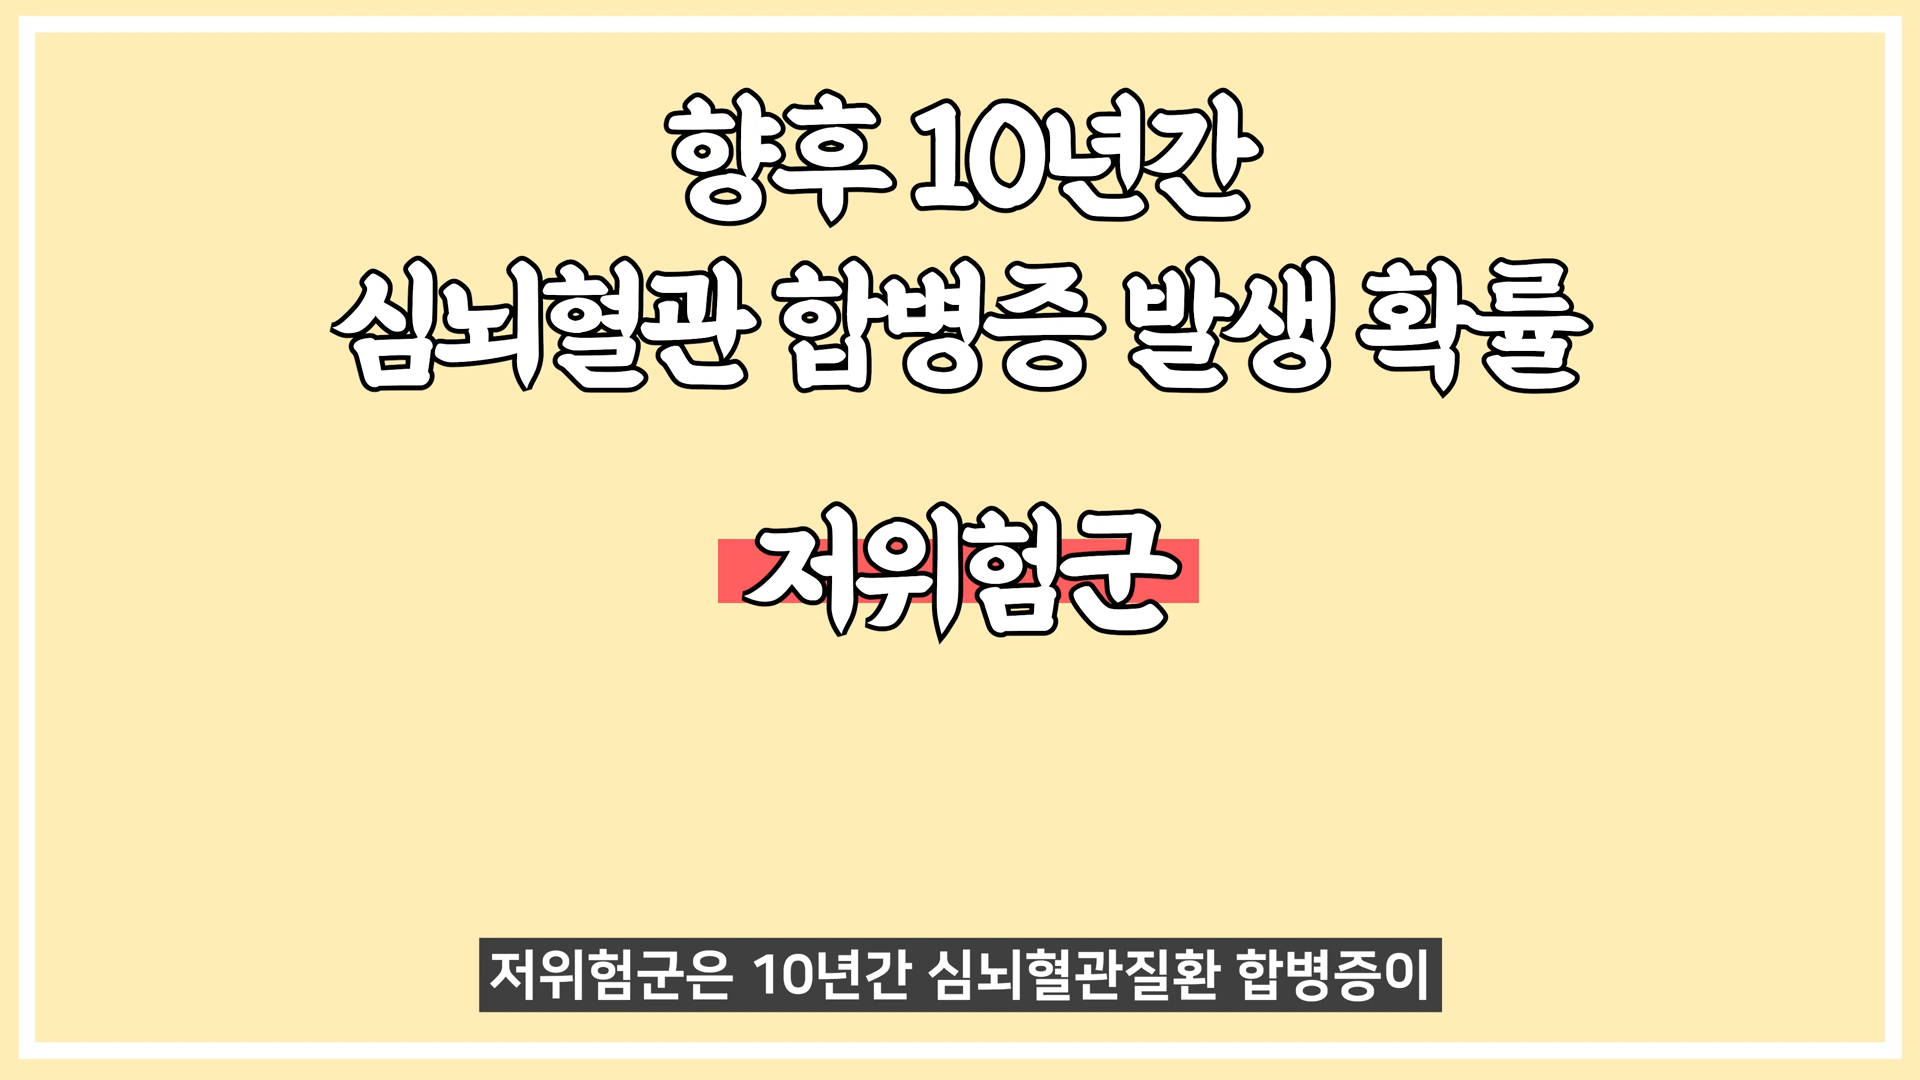 향후 10년간
심뇌혈관 합병증 발생 확률
저위험군
저위험군은 10년간 심뇌혈관질환 합병증이